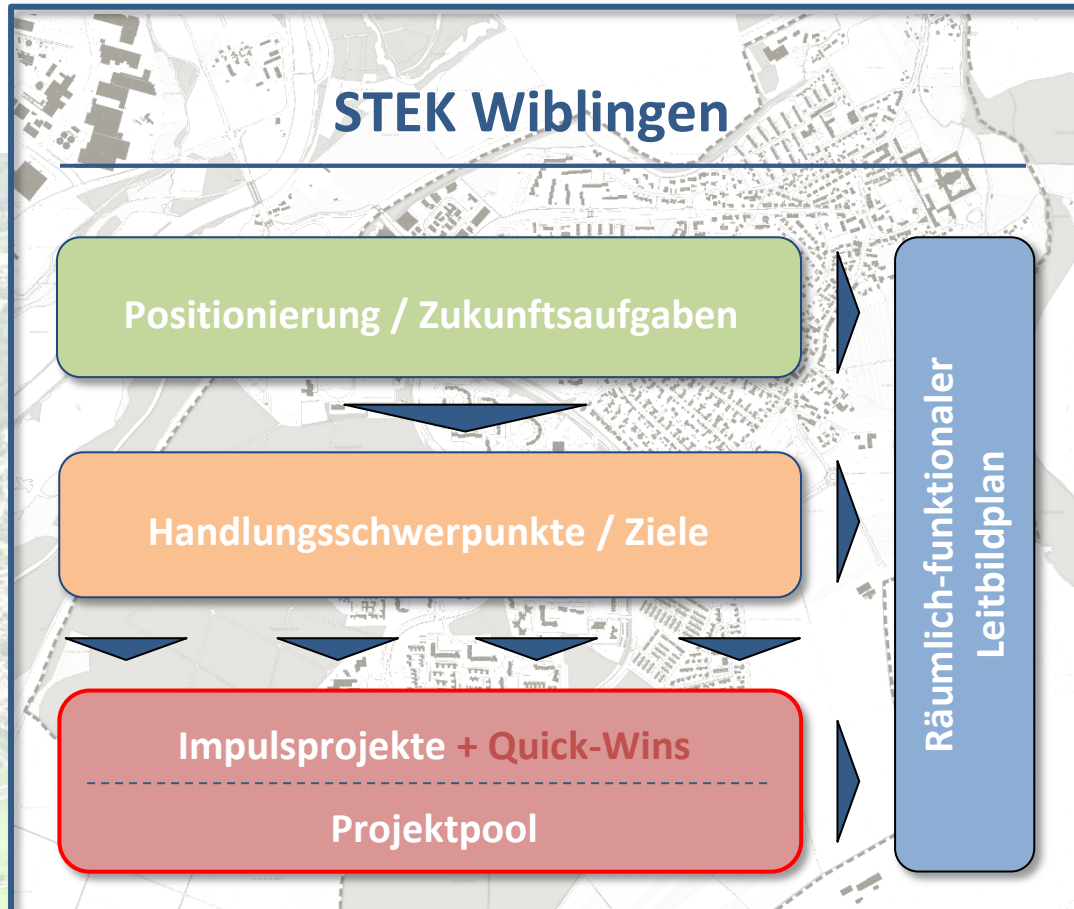 STEK Wiblingen
Positionierung / Zukunftsaufgaben
Handlungsschwerpunkte / Ziele
Impulsprojekte + Quick-Wins
Projektpool
Räumlich-funktionaler
Leitbildplan